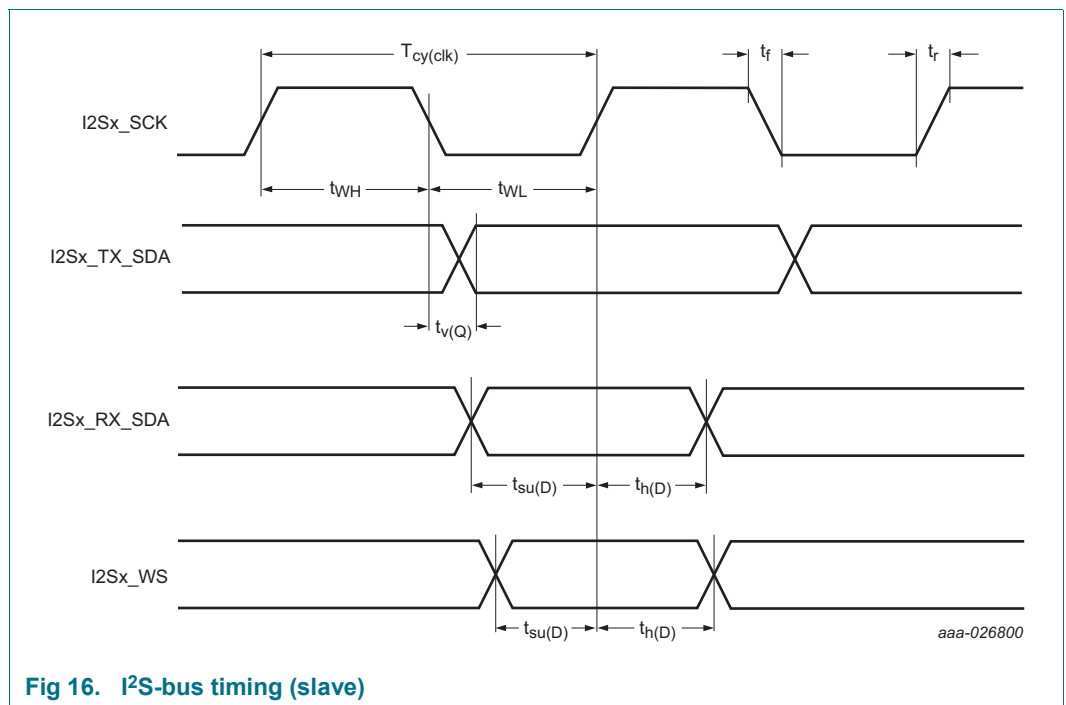 Tcy(clk)
tf
tr
I2Sx_SCK
tWH
tWL
I2Sx_TX_SDA
tv(Q)
I2Sx_RX_SDA
tsu(D)
th(D)
I2Sx_WS
tsu(D)
th(D)
aaa-026800
Fig 16. I²S-bus timing (slave)